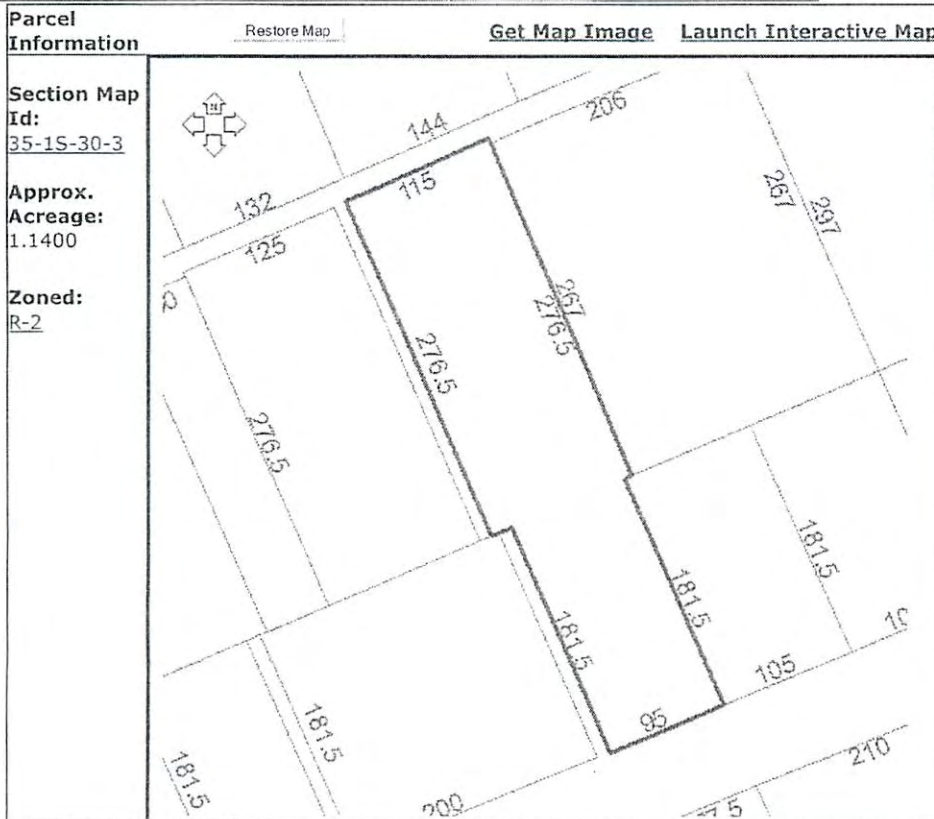 Parcel
Information
Restore Map
Get Map Image
Launch Interactive Map
Section Map
Id:
35-1S-30-3
Approx.
Acreage:
1.1400
Zoned:
R-2
N
144
206
115
132
125
267
297
267
276.5
276.5
276.5
181.5
181.5
181.5
181.5
181.5
105
95
210
200